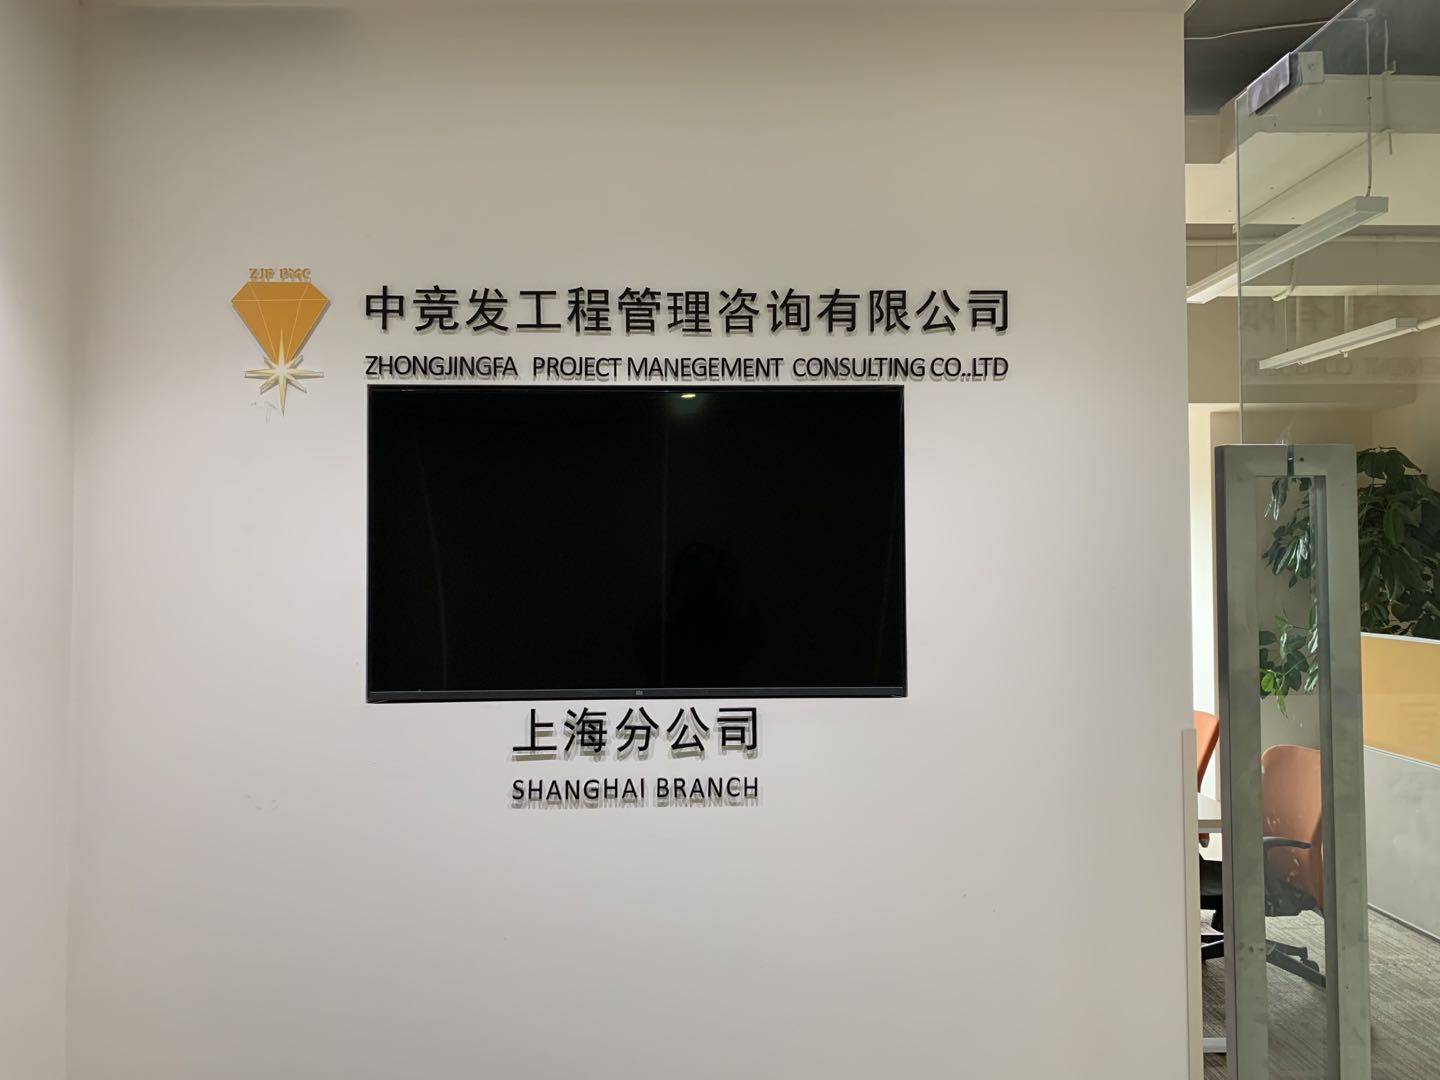 ZJF PMC
中竞发工程管理咨询有限公司
ZHONGJINGFA PROJECT MANEGEMENT CONSULTING CO.,LTD
上海分公司
SHANGHAI BRANCH